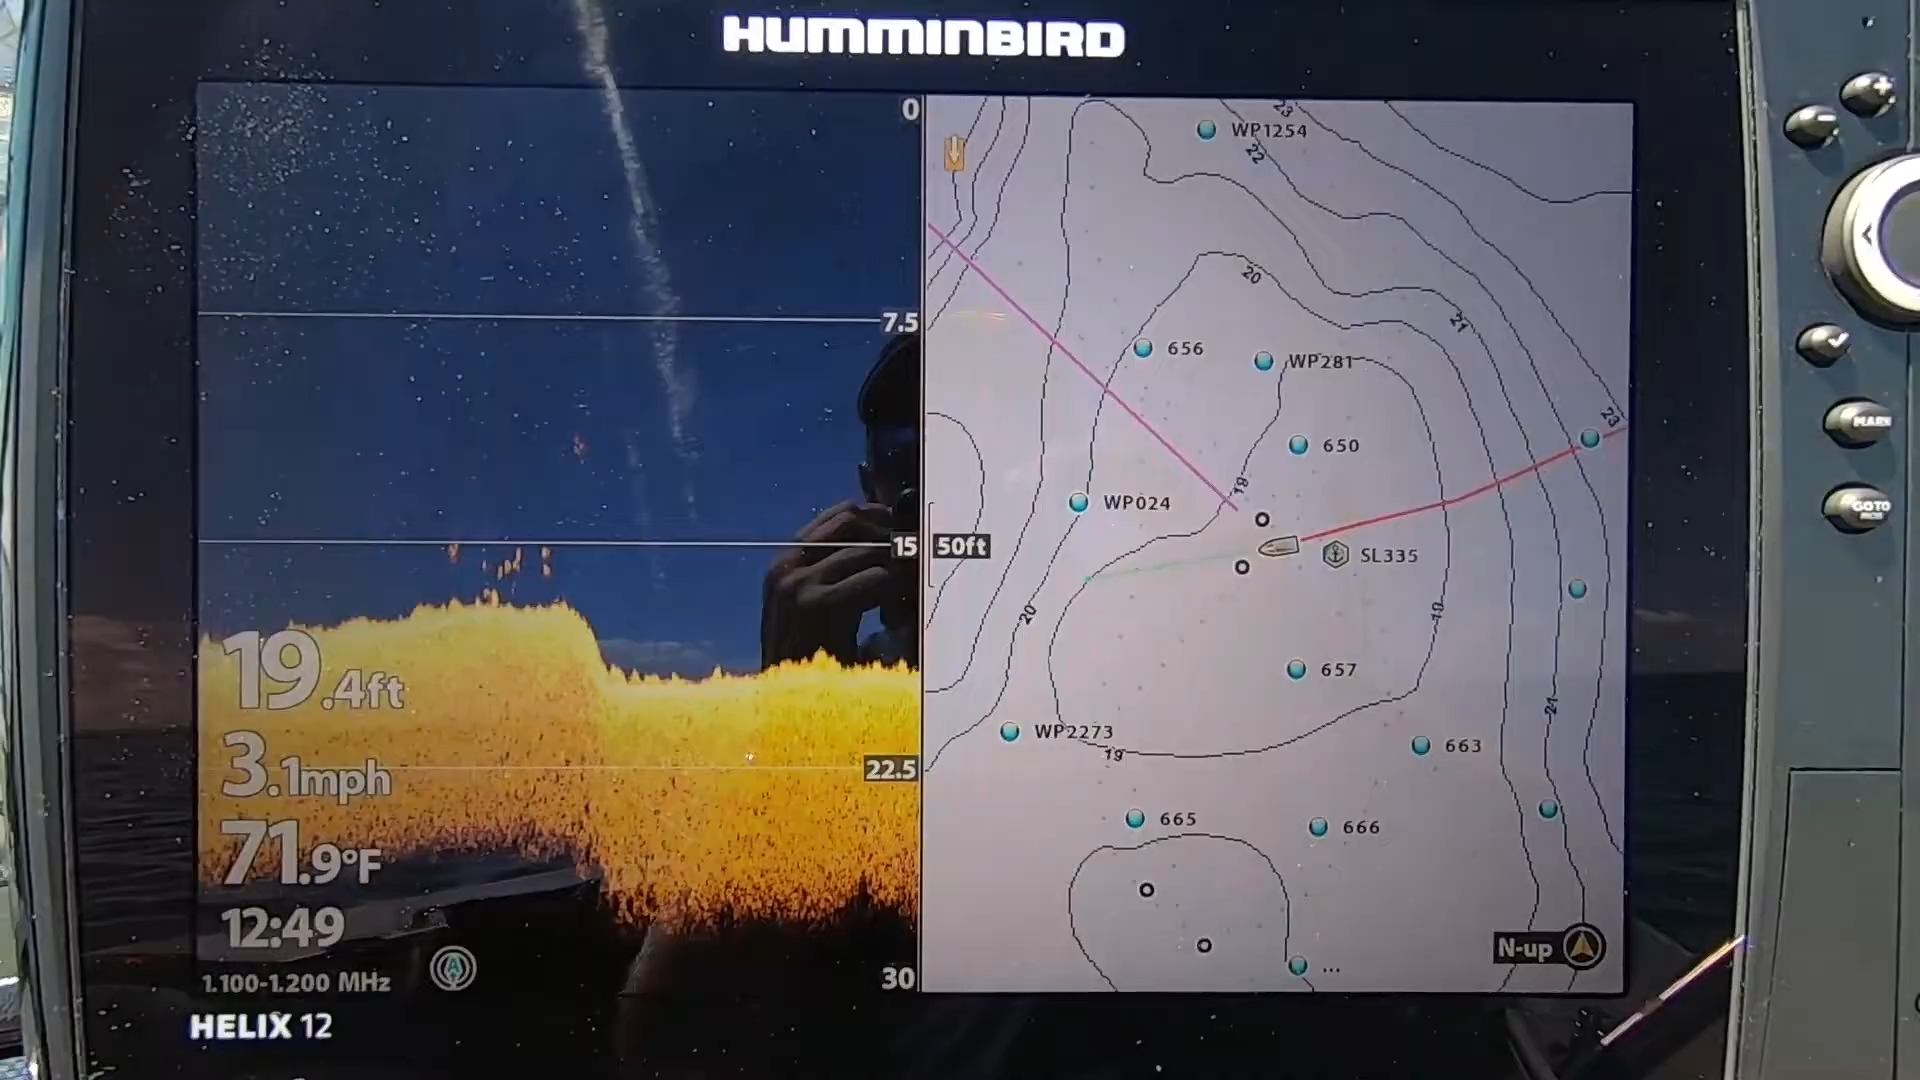 HUMMINBIRD
0
7.5
15
22.5
30
19.4ft
3.1mph
71.9°F
12:49
1.100-1.200 MHz
HELIX 12
50ft
WP1254
23
22
20
21
656
WP281
650
23
WP024
19
SL335
20
19
657
21
WP2273
19
663
665
666
N-up
...
+
-
MARK
GOTO